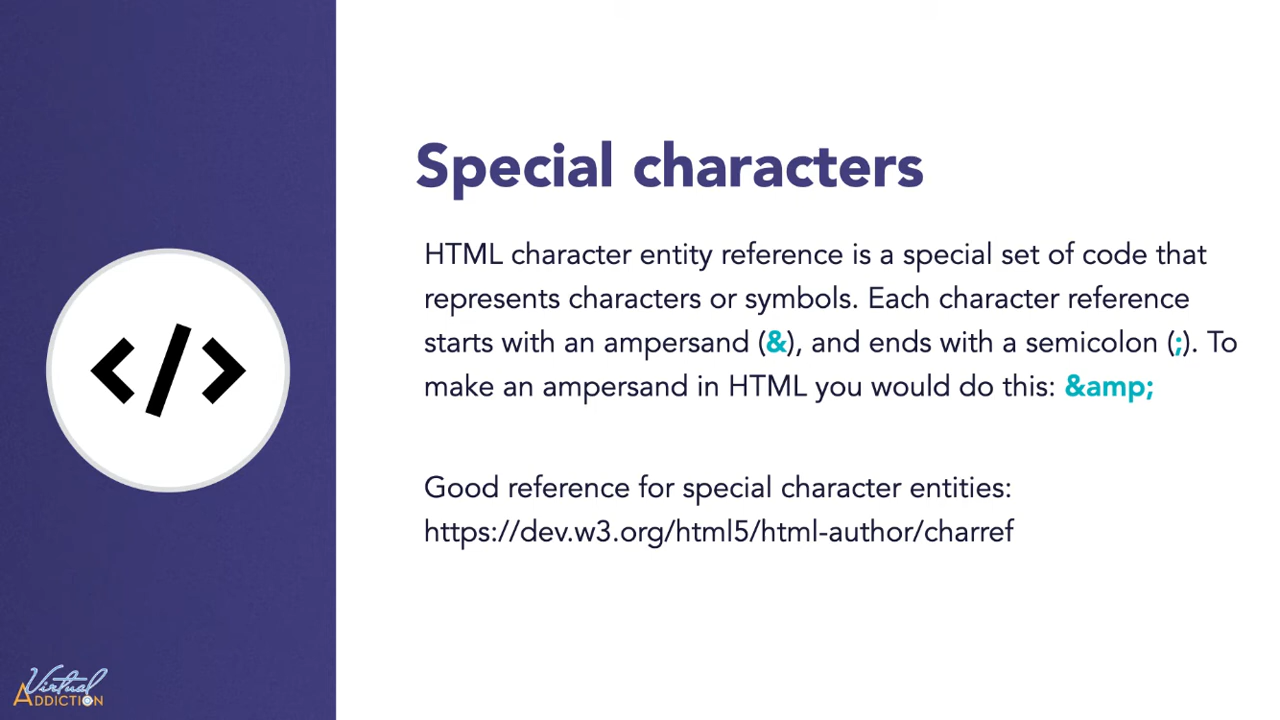 Special characters
HTML character entity reference is a special set of code that
represents characters or symbols. Each character reference
starts with an ampersand (&), and ends with a semicolon (;). To
make an ampersand in HTML you would do this: &amp;
Good reference for special character entities:
https://dev.w3.org/html5/html-author/charref
</>
Virtual
ADDICTION